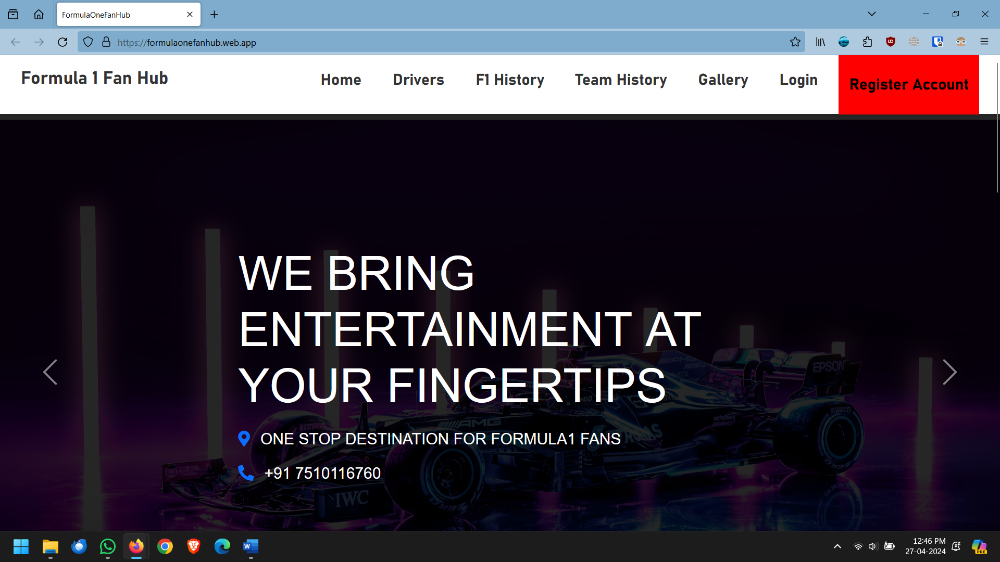 FormulaOneFanHub
https://formulaonefanhub.web.app
Formula 1 Fan Hub
Home
Drivers
F1 History
Team History
Gallery
Login
Register Account
WE BRING
ENTERTAINMENT AT
YOUR FINGERTIPS
ONE STOP DESTINATION FOR FORMULA1 FANS
+91 7510116760
EPSON
AMG
AMG
PETRONAS
PIRELLI
IWC
12:46 PM
27-04-2024
PRE